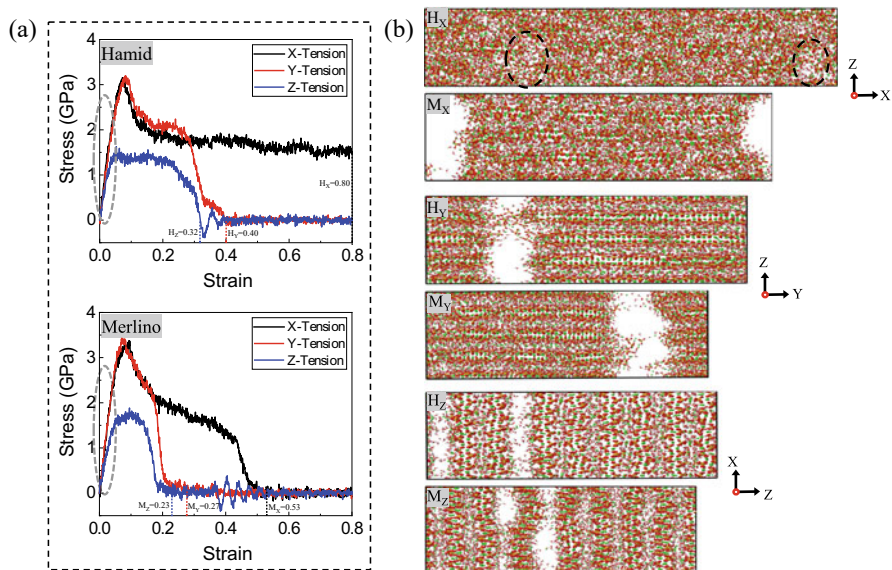 (a)
Hamid
X-Tension
Y-Tension
Z-Tension
Stress (GPa)
4
3
2
1
0
H_X=0.80
H_Z=0.32
H_Y=0.40
0.0 0.2 0.4 0.6 0.8
Strain
Merlino
X-Tension
Y-Tension
Z-Tension
Stress (GPa)
4
3
2
1
0
M_Z=0.23
M_Y=0.27
M_X=0.53
0.0 0.2 0.4 0.6 0.8
Strain
(b)
H_X
M_X
Z
X
H_Y
M_Y
Z
Y
H_Z
M_Z
X
Z